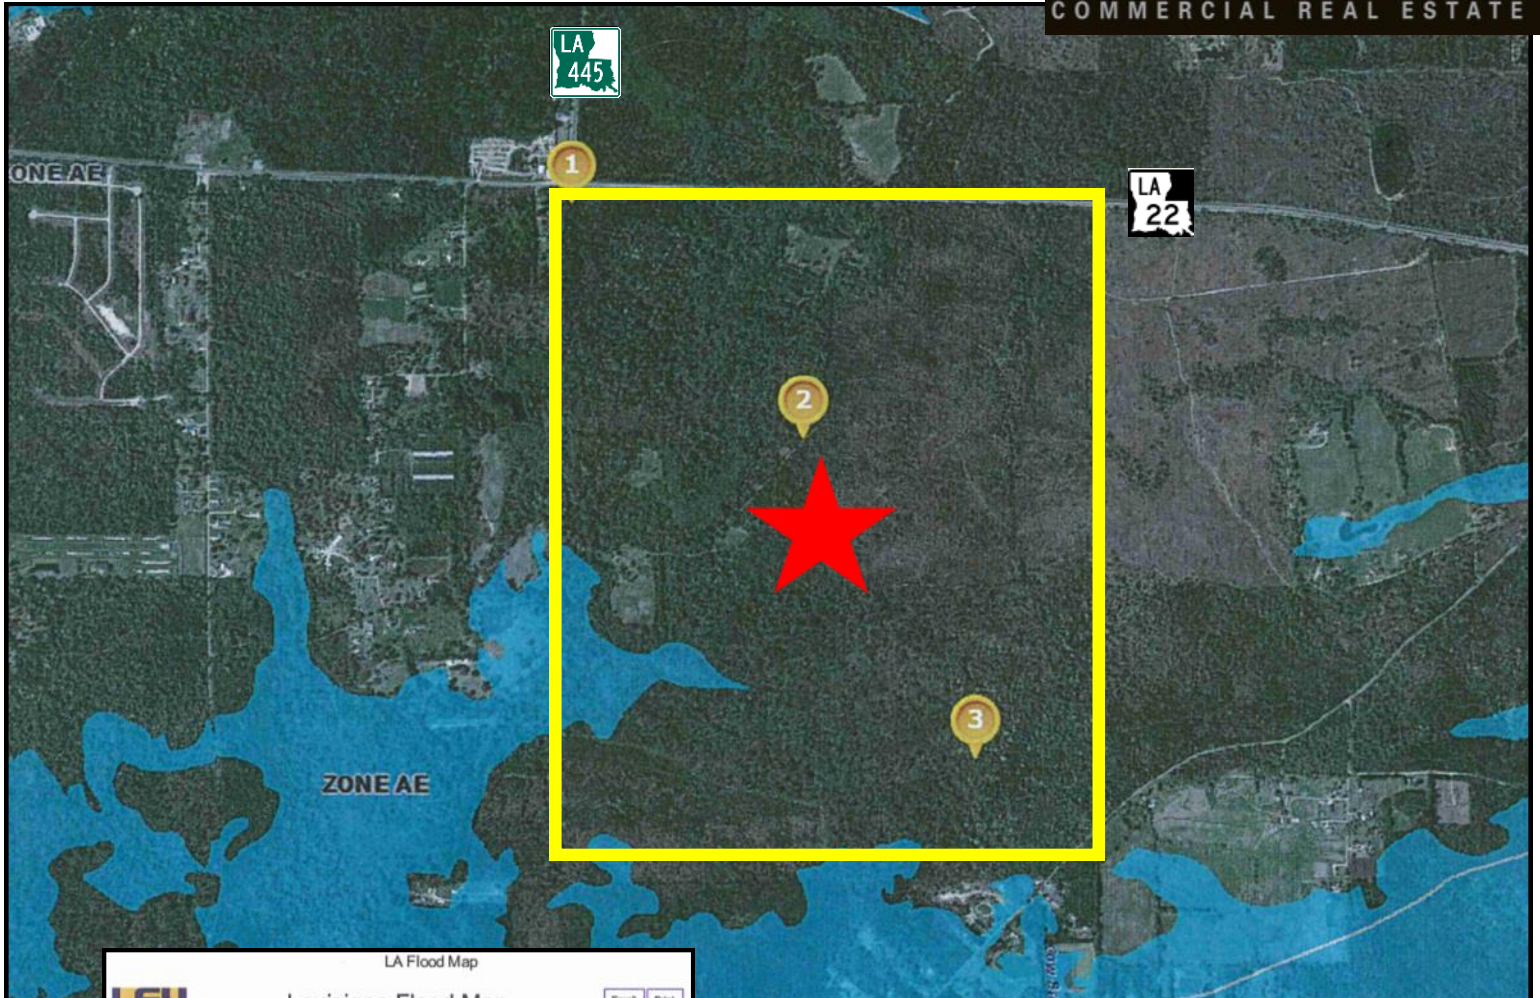 COMMERCIAL REAL ESTATE
LA
445
1
ONE AE
LA
22
2
3
ZONE AE
LA Flood Map